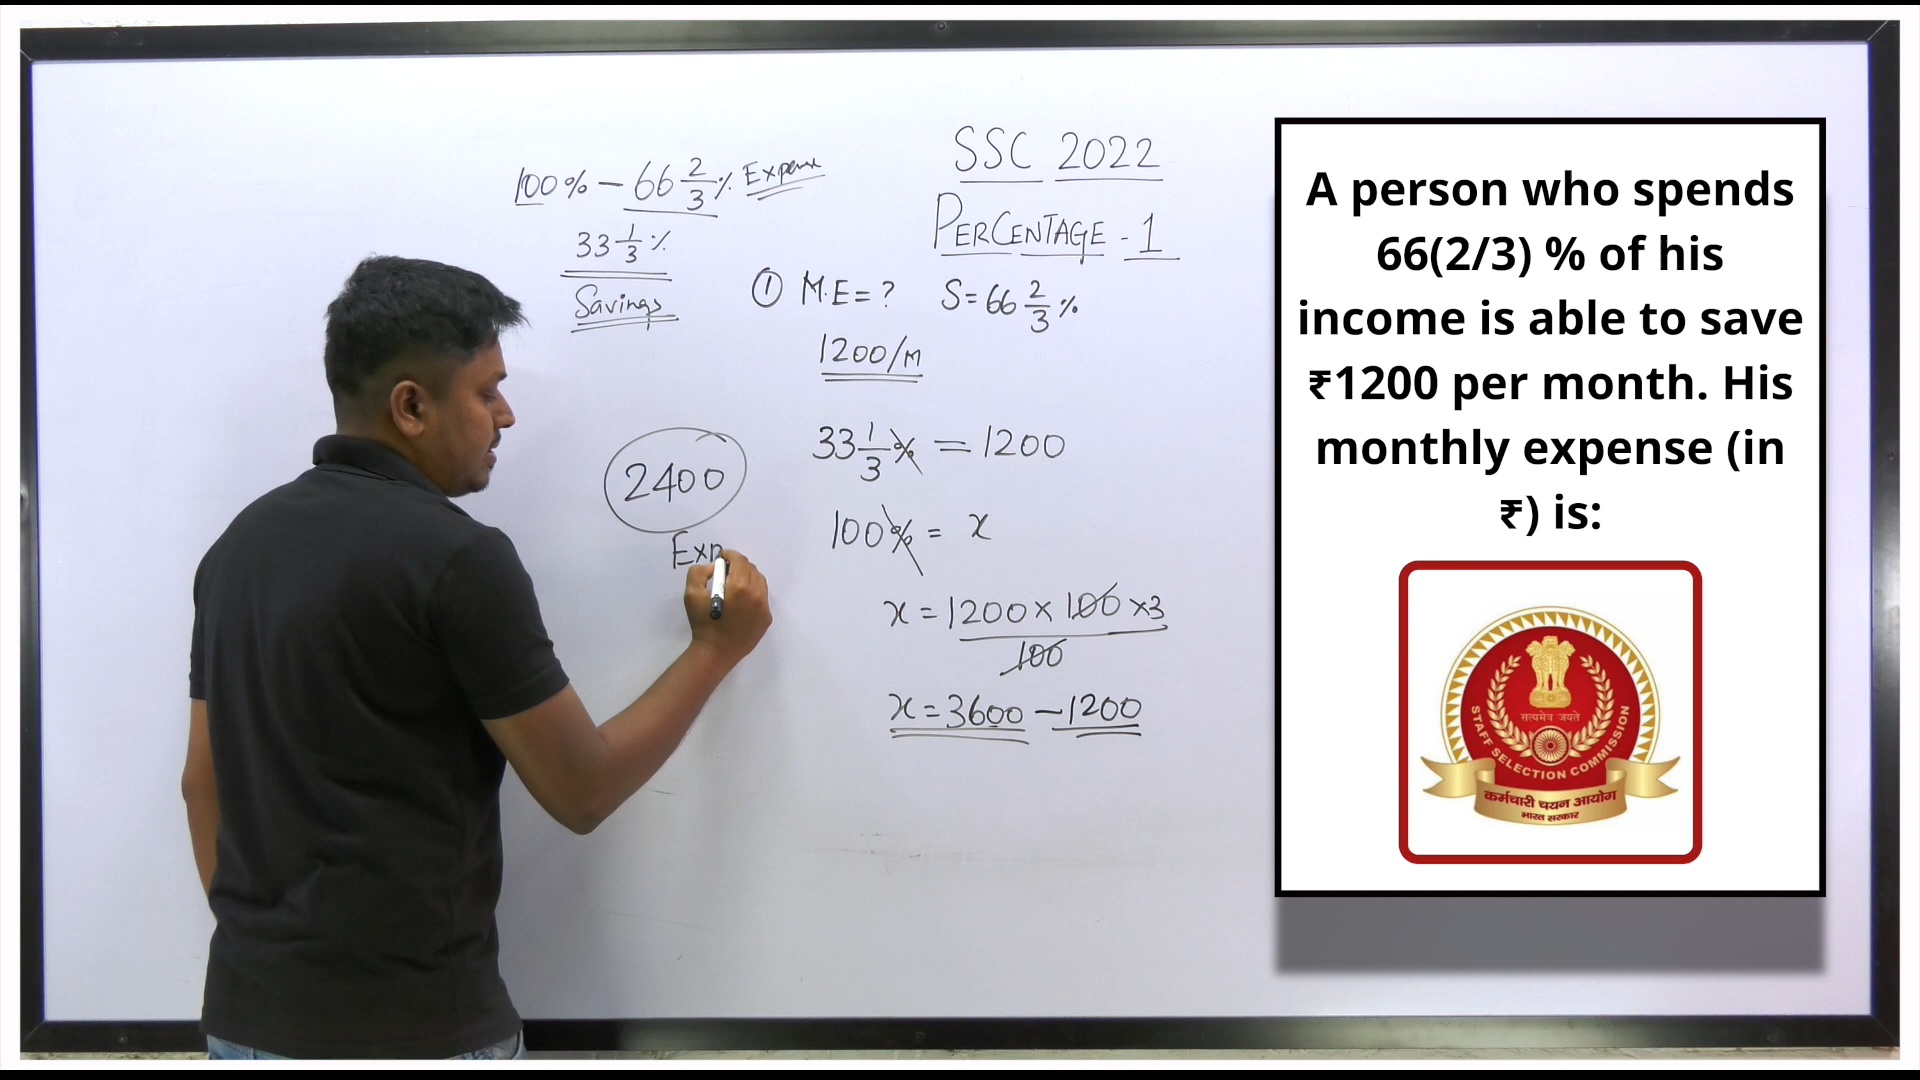 SSC 2022
PERCENTAGE - 1
100% - 66 2/3 % Expense
33 1/3 %
Savings
① M.E = ? S = 66 2/3 %
1200/M
33 1/3 % = 1200
100% = x
x = 1200 × 100 × 3
100
x = 3600 - 1200
2400
Exp
A person who spends
66(2/3) % of his
income is able to save
₹1200 per month. His
monthly expense (in
₹) is:
सत्यमेव जयते
STAFF SELECTION COMMISSION
कर्मचारी चयन आयोग
भारत सरकार